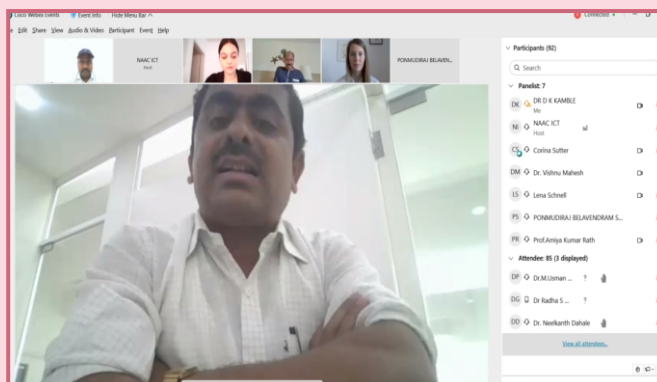 Cisco Webex Events Event Info Hide Menu Bar Connected
Edit Share View Audio & Video Participant Event Help
NAAC ICT
Host
PONMUDIRAJ BELAVEN...
Participants (92)
Search
Panelist: 7
DK DR D K KAMBLE
Me
NI NAAC ICT
Host
CS Corina Sutter
DM Dr. Vishnu Mahesh
LS Lena Schnell
PS PONMUDIRAJ BELAVENDRAM S...
PR Prof.Amiya Kumar Rath
Attendee: 85 (3 displayed)
DP Dr.M.Usman ... ?
DG Dr Radha S ... ?
DD Dr. Neelkanth Dahale
View all attendees...